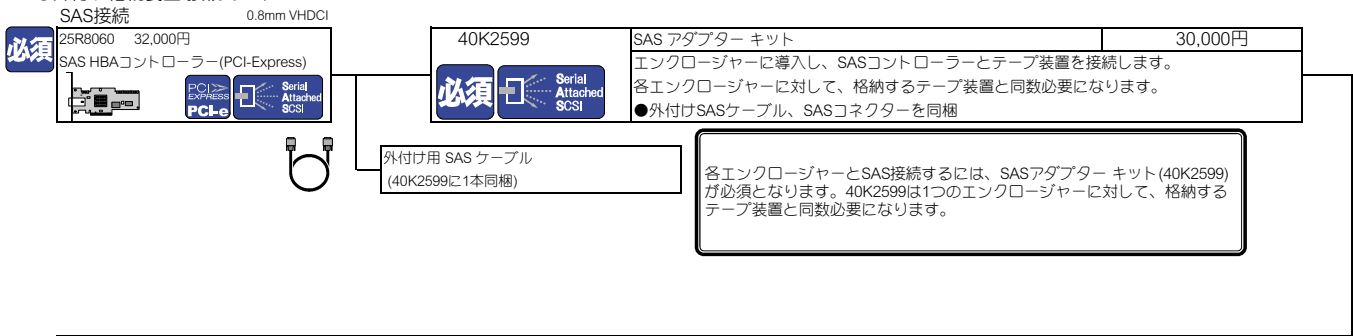 SAS接続
0.8mm VHDCI
必須
25R8060 32,000円
SAS HBAコントローラー(PCI-Express)
PCI EXPRESS
PCI-e
Serial
Attached
SCSI
40K2599
SAS アダプター キット
30,000円
必須
Serial
Attached
SCSI
エンクロージャーに導入し、SASコントローラーとテープ装置を接続します。
各エンクロージャーに対して、格納するテープ装置と同数必要になります。
●外付けSASケーブル、SASコネクターを同梱
外付け用 SAS ケーブル
(40K2599に1本同梱)
各エンクロージャーとSAS接続するには、SASアダプター キット(40K2599)
が必須となります。40K2599は1つのエンクロージャーに対して、格納する
テープ装置と同数必要になります。